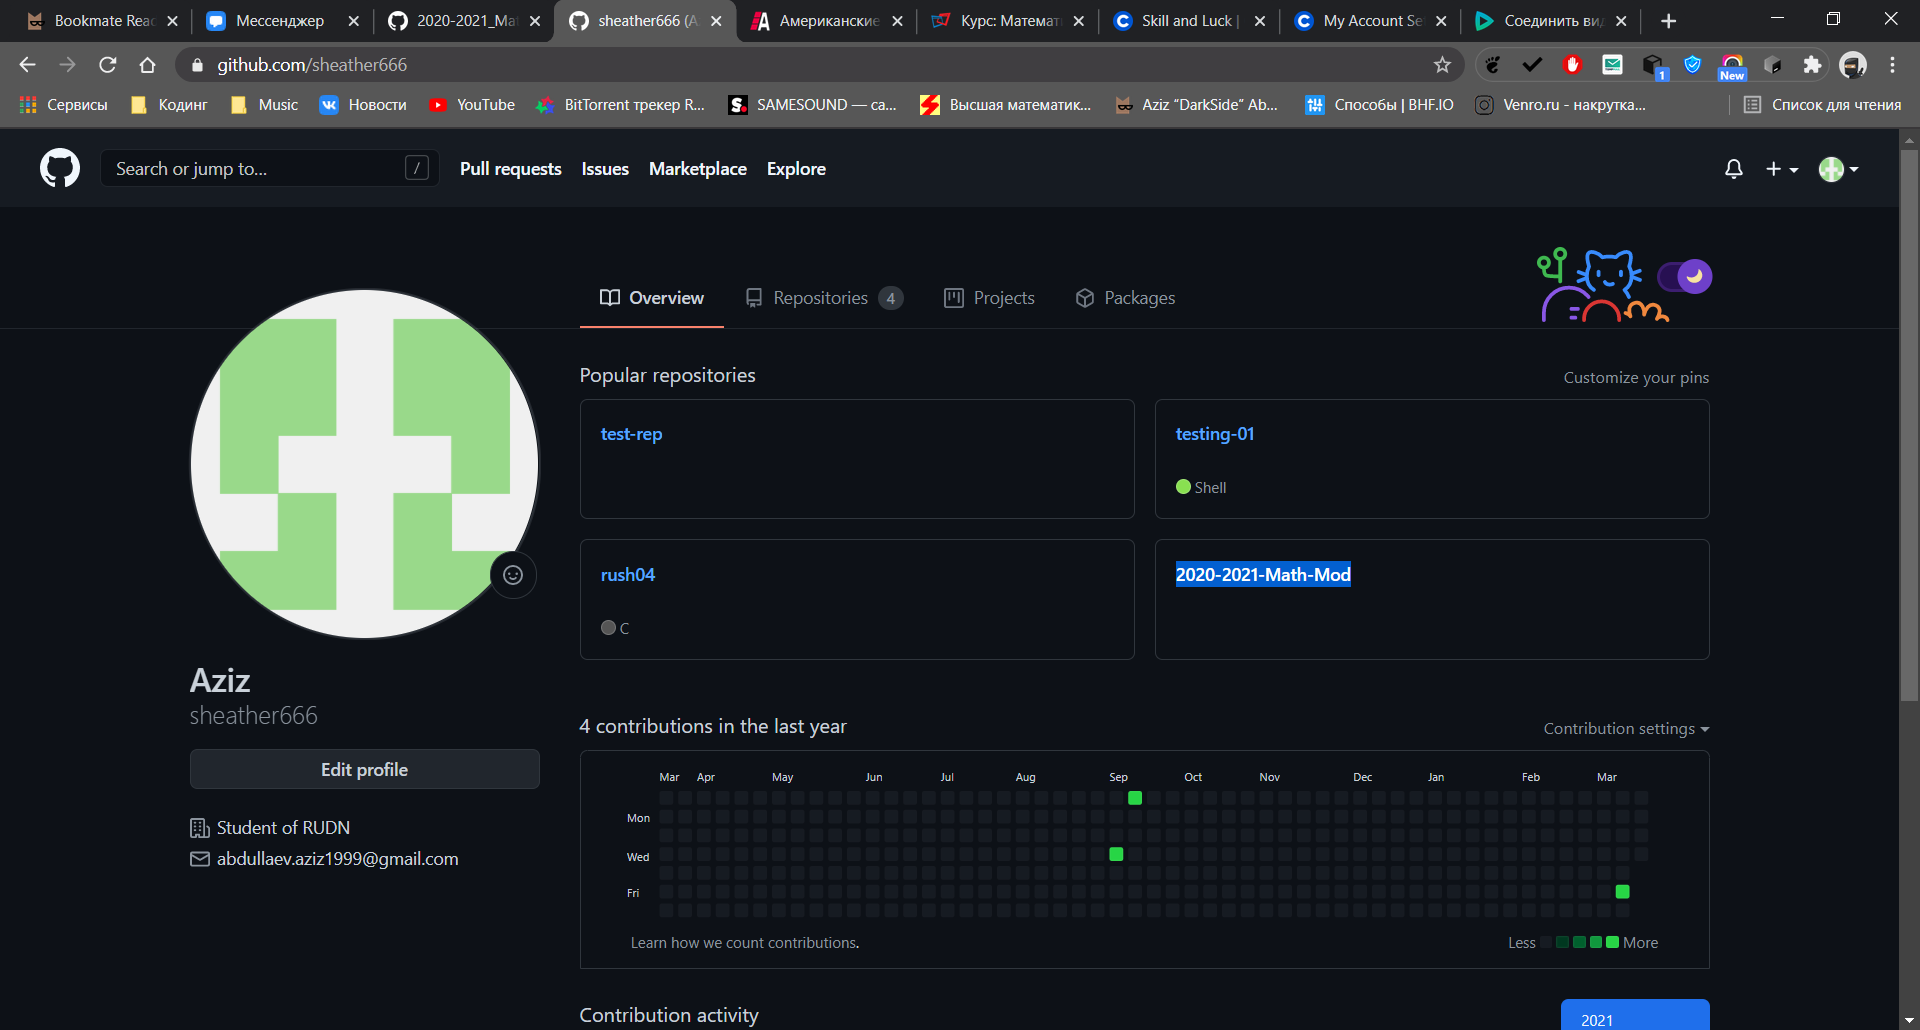 Bookmate Rea
Мессенджер
2020-2021_Ma
sheather666 (A
Американские
Курс: Математ
Skill and Luck |
My Account Se
Соединить ви
github.com/sheather666
1
New
Сервисы
Кодинг
Music
Новости
YouTube
BitTorrent трекер R...
SAMESOUND — ca...
Высшая математик...
Aziz "DarkSide" Ab...
Способы | BHF.IO
Venro.ru - накрутка...
Список для чтения
Search or jump to...
/
Pull requests
Issues
Marketplace
Explore
Overview
Repositories 4
Projects
Packages
Popular repositories
Customize your pins
test-rep
testing-01
Shell
rush04
C
2020-2021-Math-Mod
Aziz
sheather666
Edit profile
Student of RUDN
abdullaev.aziz1999@gmail.com
4 contributions in the last year
Contribution settings
Mar Apr May Jun Jul Aug Sep Oct Nov Dec Jan Feb Mar
Mon
Wed
Fri
Learn how we count contributions.
Less
More
Contribution activity
2021